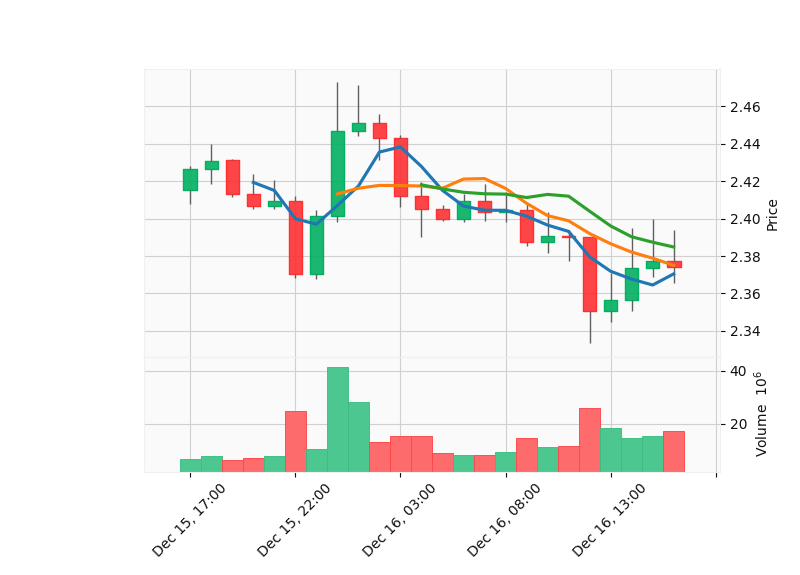 2.46
2.44
2.42
2.40
2.38
2.36
2.34
Price
40
20
Volume 10⁶
Dec 15, 17:00
Dec 15, 22:00
Dec 16, 03:00
Dec 16, 08:00
Dec 16, 13:00